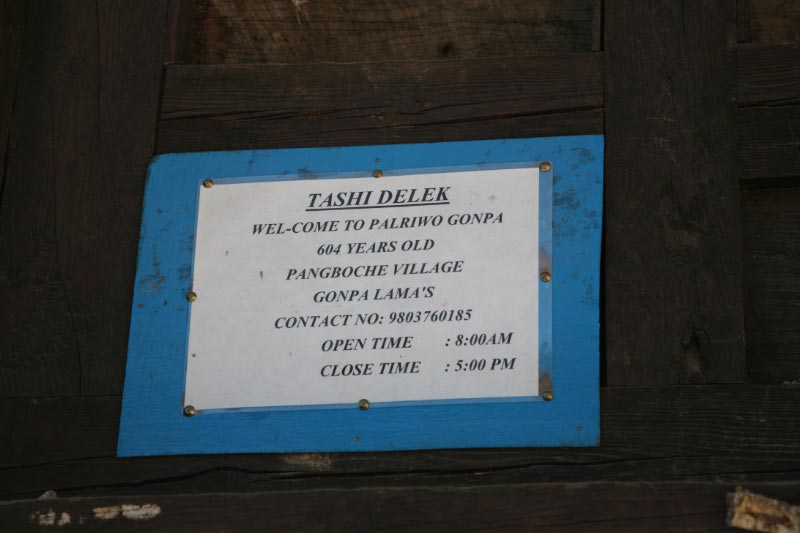 TASHI DELEK
WEL-COME TO PALRIWO GONPA
604 YEARS OLD
PANGBOCHE VILLAGE
GONPA LAMA'S
CONTACT NO: 9803760185
OPEN TIME : 8:00AM
CLOSE TIME : 5:00 PM